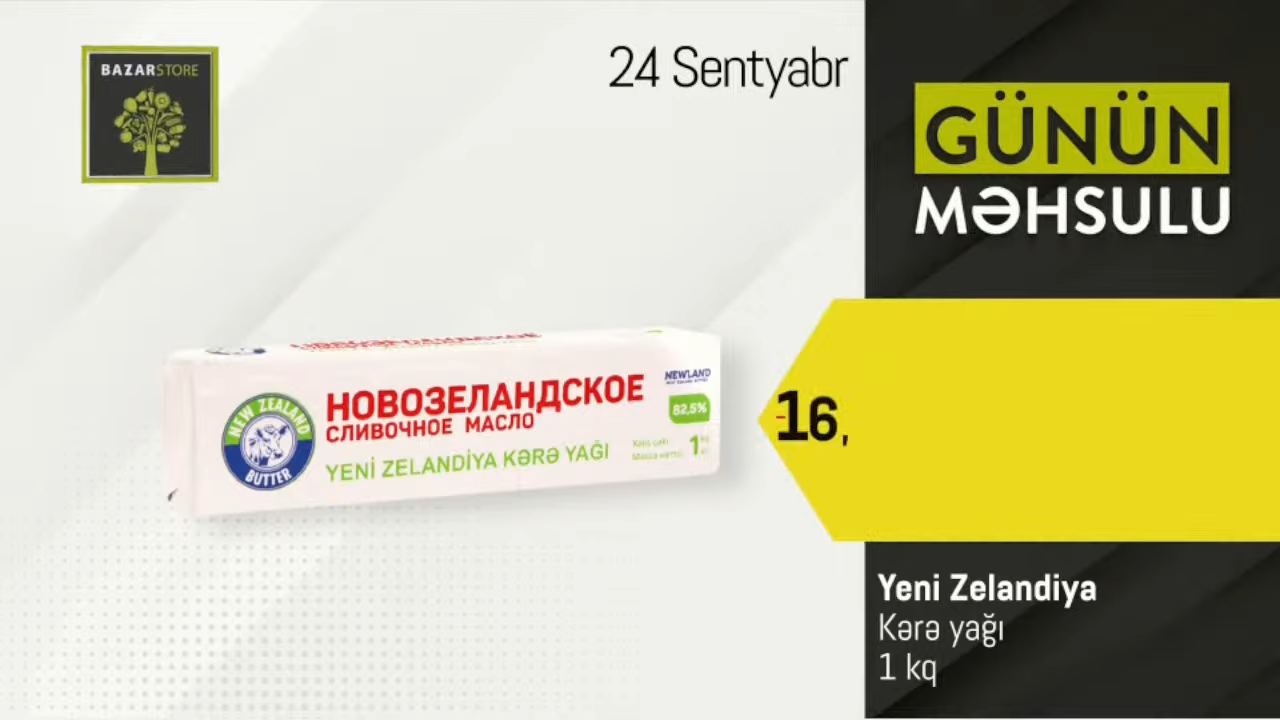 BAZARSTORE
24 Sentyabr
GÜNÜN
MƏHSULU
НОВОЗЕЛАНДСКОЕ
СЛИВОЧНОЕ МАСЛО
YENİ ZELANDİYA KƏRƏ YAĞI
NEW ZEALAND
BUTTER
NEWLAND
82,5%
1
16,
Yeni Zelandiya
Kərə yağı
1 kq